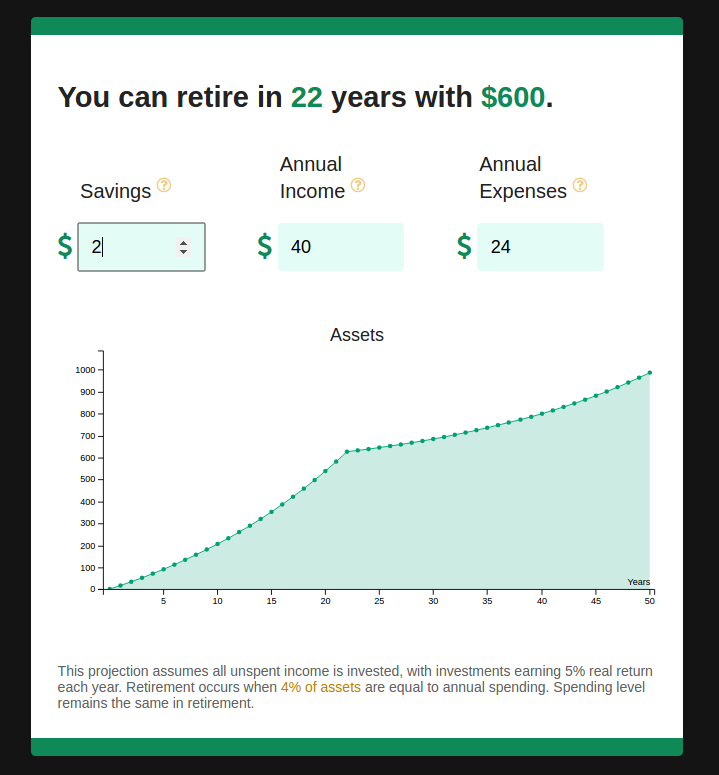 You can retire in 22 years with $600.
Annual
Annual
Savings ?
Income ?
Expenses ?
$ 2
$ 40
$ 24
Assets
1000
900
800
700
600
500
400
300
200
100
0
Years
5 10 15 20 25 30 35 40 45 50
This projection assumes all unspent income is invested, with investments earning 5% real return
each year. Retirement occurs when 4% of assets are equal to annual spending. Spending level
remains the same in retirement.